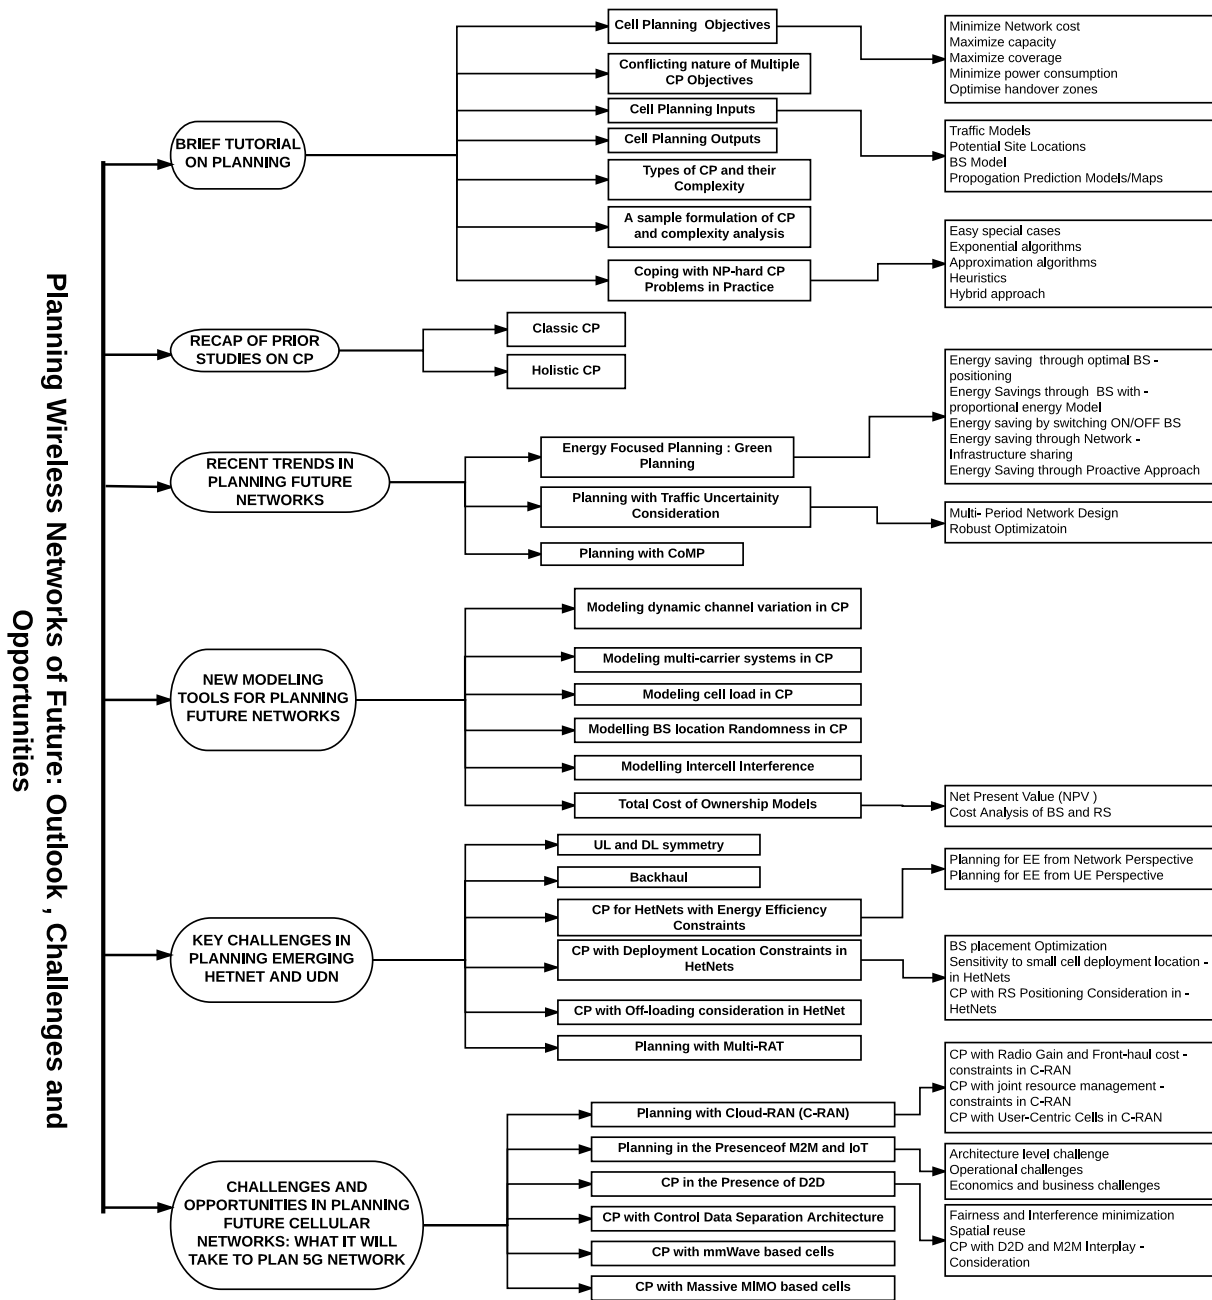 Planning Wireless Networks of Future: Outlook , Challenges and
Opportunities
BRIEF TUTORIAL
ON PLANNING
Cell Planning Objectives
Minimize Network cost
Maximize capacity
Maximize coverage
Minimize power consumption
Optimise handover zones
Conflicting nature of Multiple
CP Objectives
Cell Planning Inputs
Traffic Models
Potential Site Locations
BS Model
Propogation Prediction Models/Maps
Cell Planning Outputs
Types of CP and their
Complexity
A sample formulation of CP
and complexity analysis
Coping with NP-hard CP
Problems in Practice
Easy special cases
Exponential algorithms
Approximation algorithms
Heuristics
Hybrid approach
RECAP OF PRIOR
STUDIES ON CP
Classic CP
Holistic CP
RECENT TRENDS IN
PLANNING FUTURE
NETWORKS
Energy Focused Planning : Green
Planning
Energy saving through optimal BS -
positioning
Energy Savings through BS with -
proportional energy Model
Energy saving by switching ON/OFF BS
Energy saving through Network -
Infrastructure sharing
Energy Saving through Proactive Approach
Planning with Traffic Uncertainity
Consideration
Multi- Period Network Design
Robust Optimizatoin
Planning with CoMP
NEW MODELING
TOOLS FOR PLANNING
FUTURE NETWORKS
Modeling dynamic channel variation in CP
Modeling multi-carrier systems in CP
Modeling cell load in CP
Modelling BS location Randomness in CP
Modelling Intercell Interference
Total Cost of Ownership Models
Net Present Value (NPV )
Cost Analysis of BS and RS
KEY CHALLENGES IN
PLANNING EMERGING
HETNET AND UDN
UL and DL symmetry
Backhaul
CP for HetNets with Energy Efficiency
Constraints
Planning for EE from Network Perspective
Planning for EE from UE Perspective
CP with Deployment Location Constraints in
HetNets
BS placement Optimization
Sensitivity to small cell deployment location -
in HetNets
CP with RS Positioning Consideration in -
HetNets
CP with Off-loading consideration in HetNet
Planning with Multi-RAT
CHALLENGES AND
OPPORTUNITIES IN PLANNING
FUTURE CELLULAR
NETWORKS: WHAT IT WILL
TAKE TO PLAN 5G NETWORK
Planning with Cloud-RAN (C-RAN)
CP with Radio Gain and Front-haul cost -
constraints in C-RAN
CP with joint resource management -
constraints in C-RAN
CP with User-Centric Cells in C-RAN
Planning in the Presenceof M2M and IoT
Architecture level challenge
Operational challenges
Economics and business challenges
CP in the Presence of D2D
Fairness and Interference minimization
Spatial reuse
CP with D2D and M2M Interplay -
Consideration
CP with Control Data Separation Architecture
CP with mmWave based cells
CP with Massive MIMO based cells